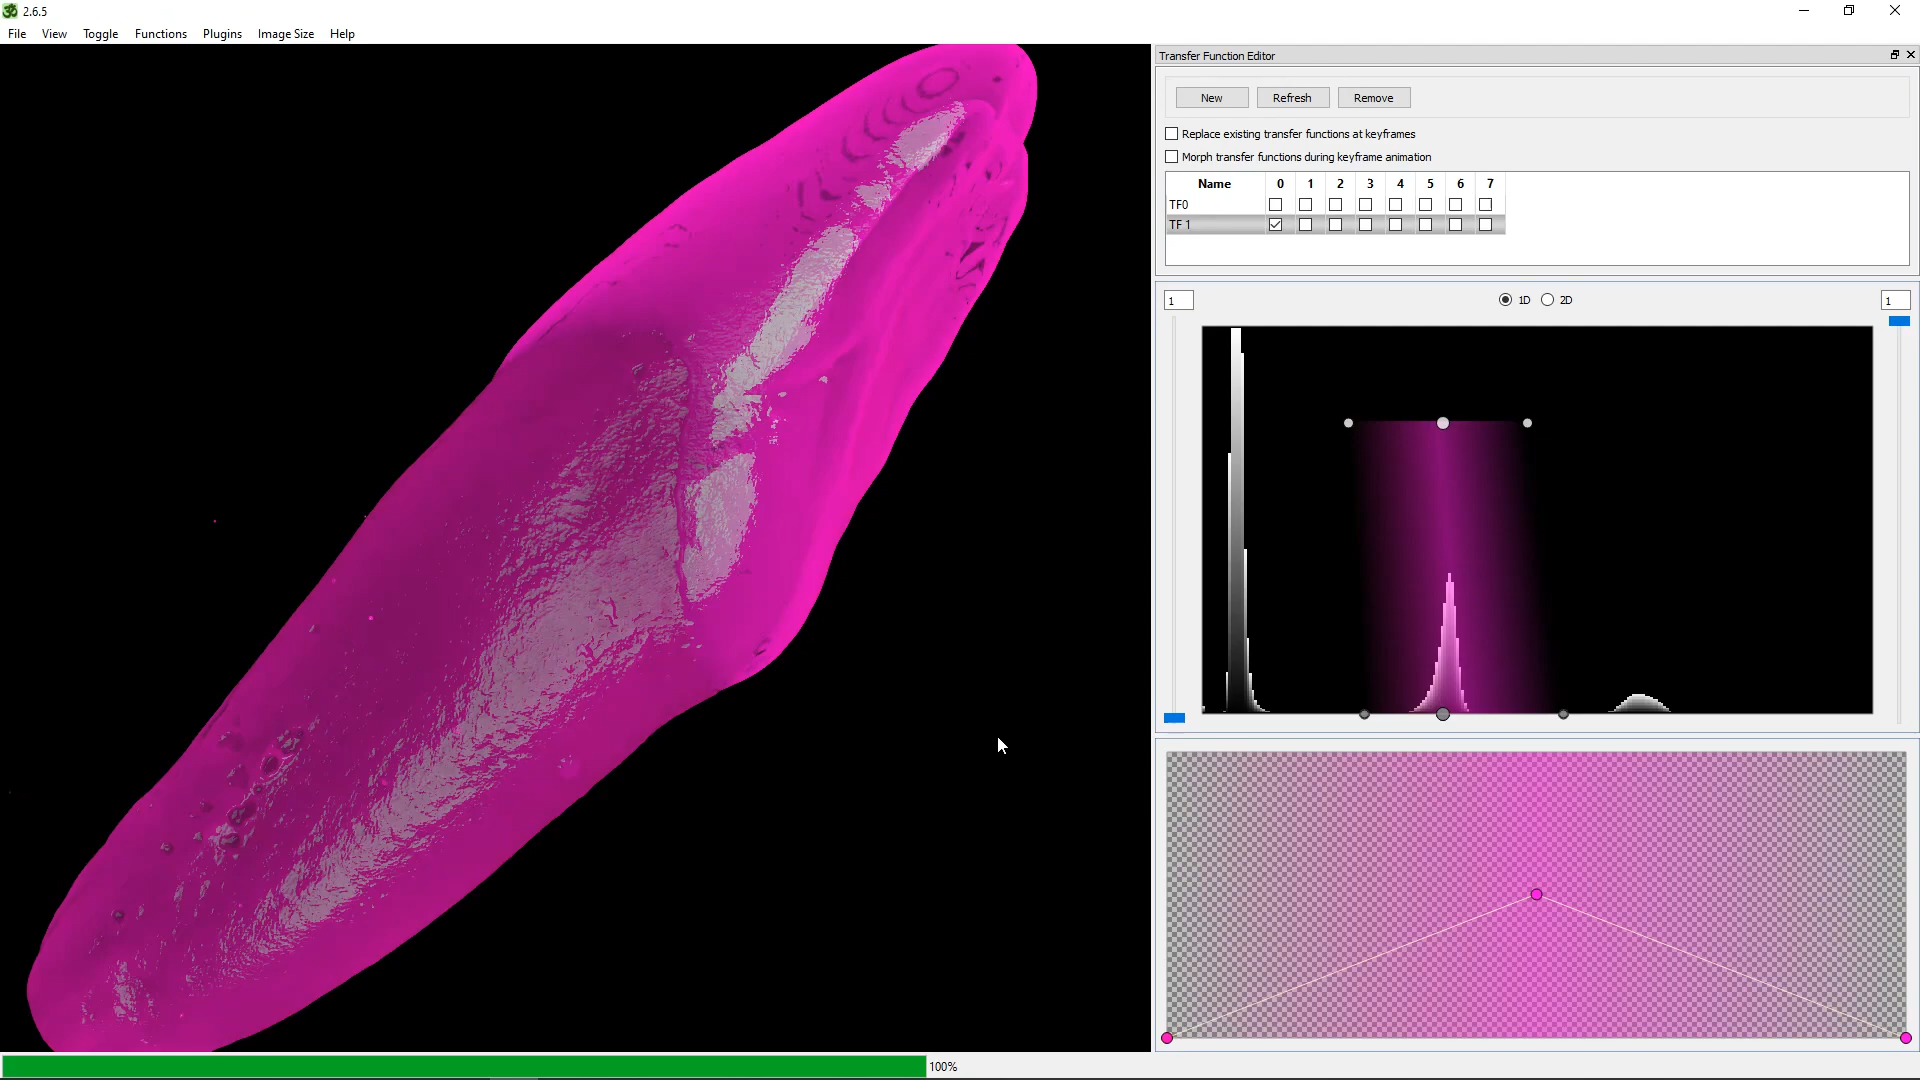 2.6.5
File View Toggle Functions Plugins Image Size Help
Transfer Function Editor
New Refresh Remove
Replace existing transfer functions at keyframes
Morph transfer functions during keyframe animation
Name 0 1 2 3 4 5 6 7
TF0
TF 1
1 1D 2D 1
100%